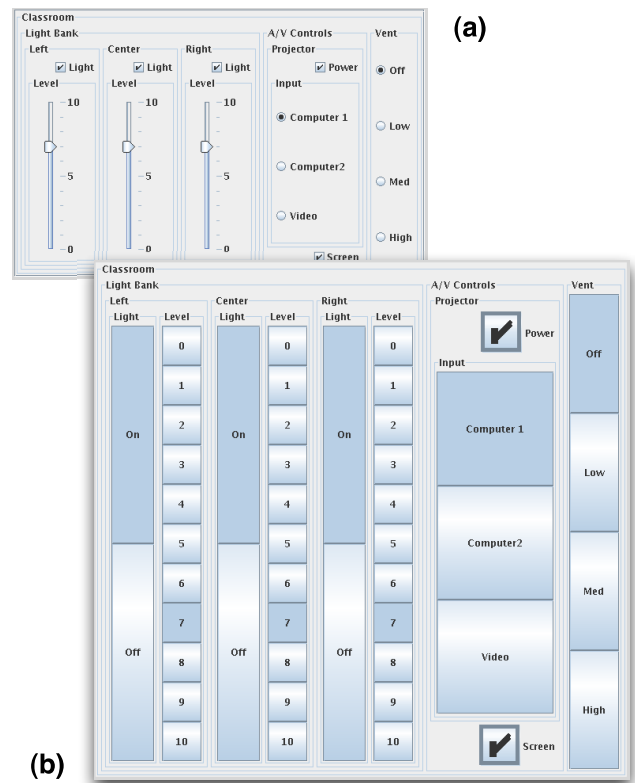 (a)
Classroom
Light Bank A/V Controls Vent
Left Center Right Projector
Light Light Light Power Off
Level Level Level Input
10 10 10
Computer 1
Low
5 5 5 Computer2
Med
Video
High
0 0 0
Screen
Classroom
Light Bank A/V Controls Vent
Left Center Right Projector
Light Level Light Level Light Level
Power
0 0 0 Off
Input
1 1 1
On 2 On 2 On 2 Computer 1
3 3 3 Low
4 4 4
5 5 5 Computer2
6 6 6 Med
7 7 7
Off 8 Off 8 Off 8 Video
9 9 9 High
10 10 10 Screen
(b)